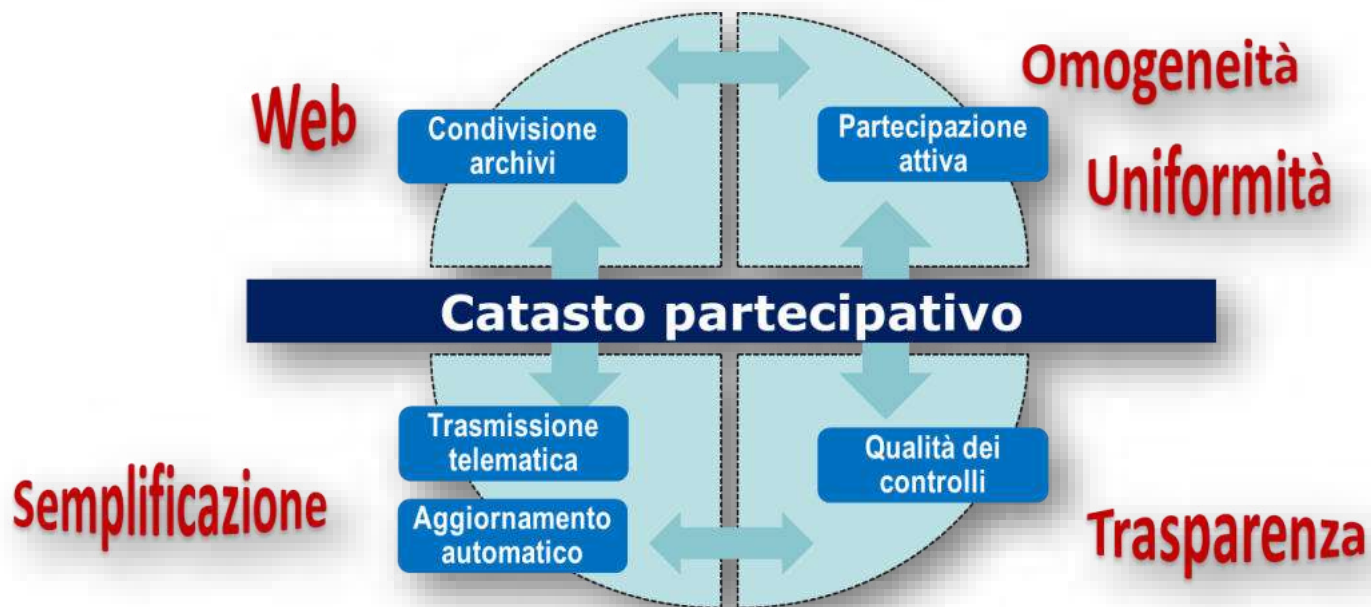 Web
Condivisione
archivi
Partecipazione
attiva
Omogeneità
Uniformità
Catasto partecipativo
Semplificazione
Trasmissione
telematica
Aggiornamento
automatico
Qualità dei
controlli
Trasparenza